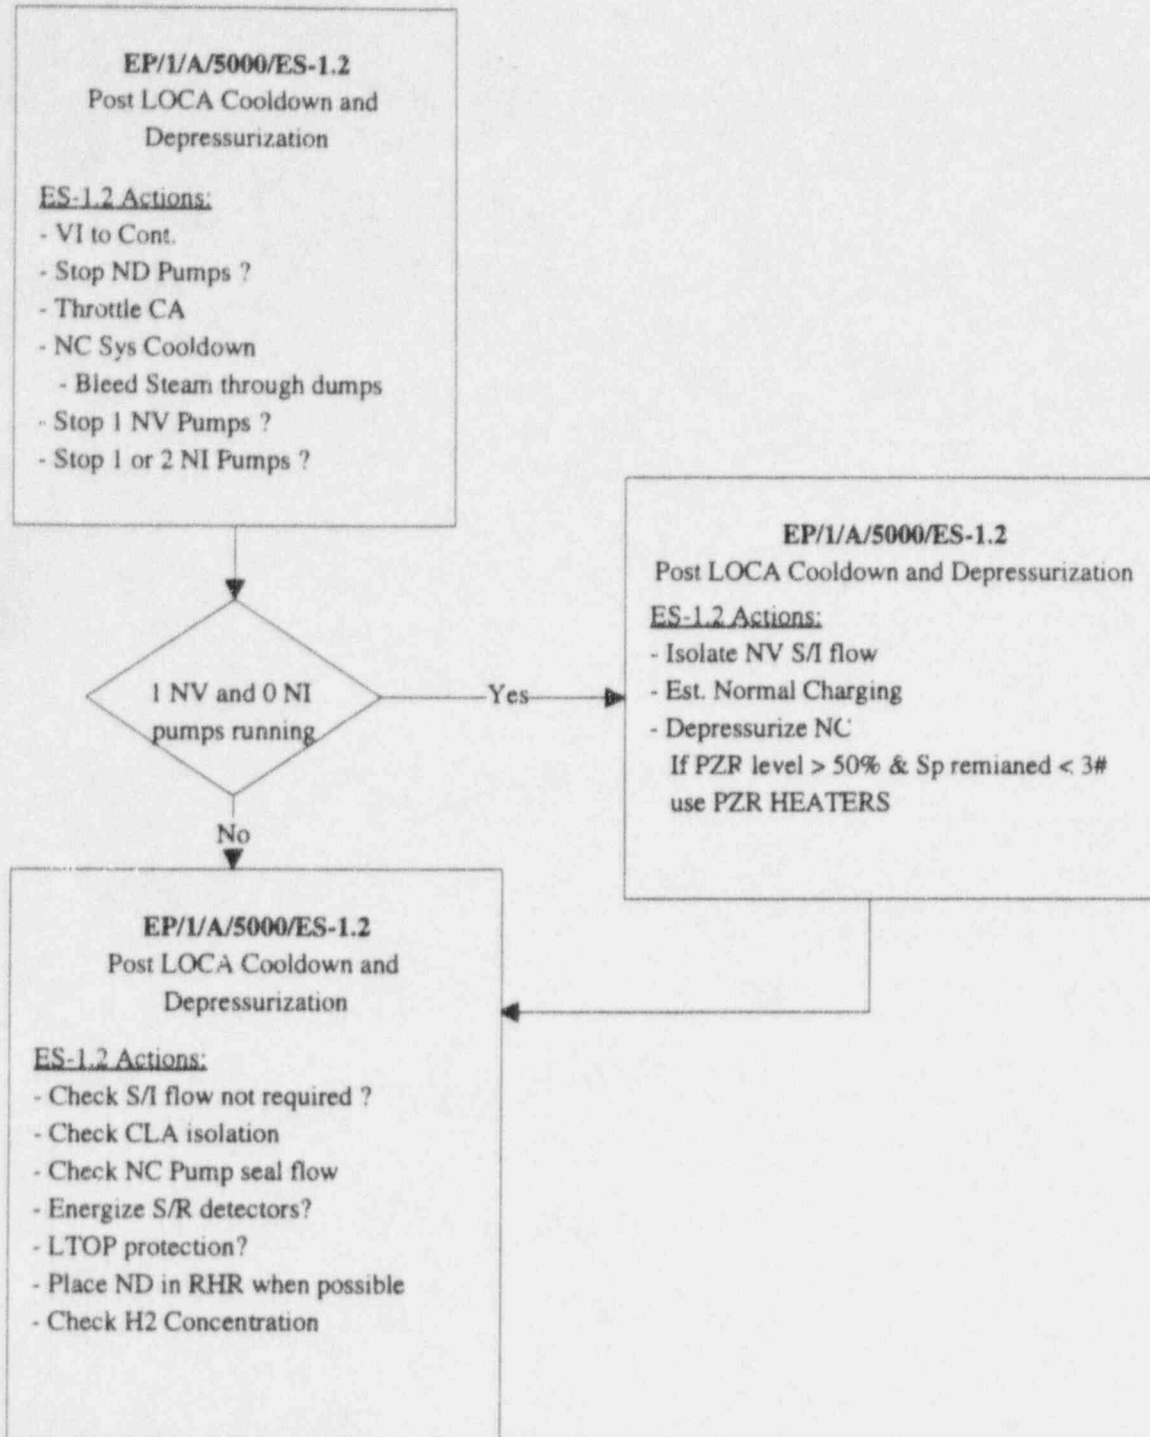 EP/1/A/5000/ES-1.2
Post LOCA Cooldown and
Depressurization
ES-1.2 Actions:
- VI to Cont.
- Stop ND Pumps ?
- Throttle CA
- NC Sys Cooldown
- Bleed Steam through dumps
- Stop 1 NV Pumps ?
- Stop 1 or 2 NI Pumps ?
1 NV and 0 NI
pumps running
Yes
No
EP/1/A/5000/ES-1.2
Post LOCA Cooldown and Depressurization
ES-1.2 Actions:
- Isolate NV S/I flow
- Est. Normal Charging
- Depressurize NC
If PZR level > 50% & Sp remianed < 3#
use PZR HEATERS
EP/1/A/5000/ES-1.2
Post LOCA Cooldown and
Depressurization
ES-1.2 Actions:
- Check S/I flow not required ?
- Check CLA isolation
- Check NC Pump seal flow
- Energize S/R detectors?
- LTOP protection?
- Place ND in RHR when possible
- Check H2 Concentration